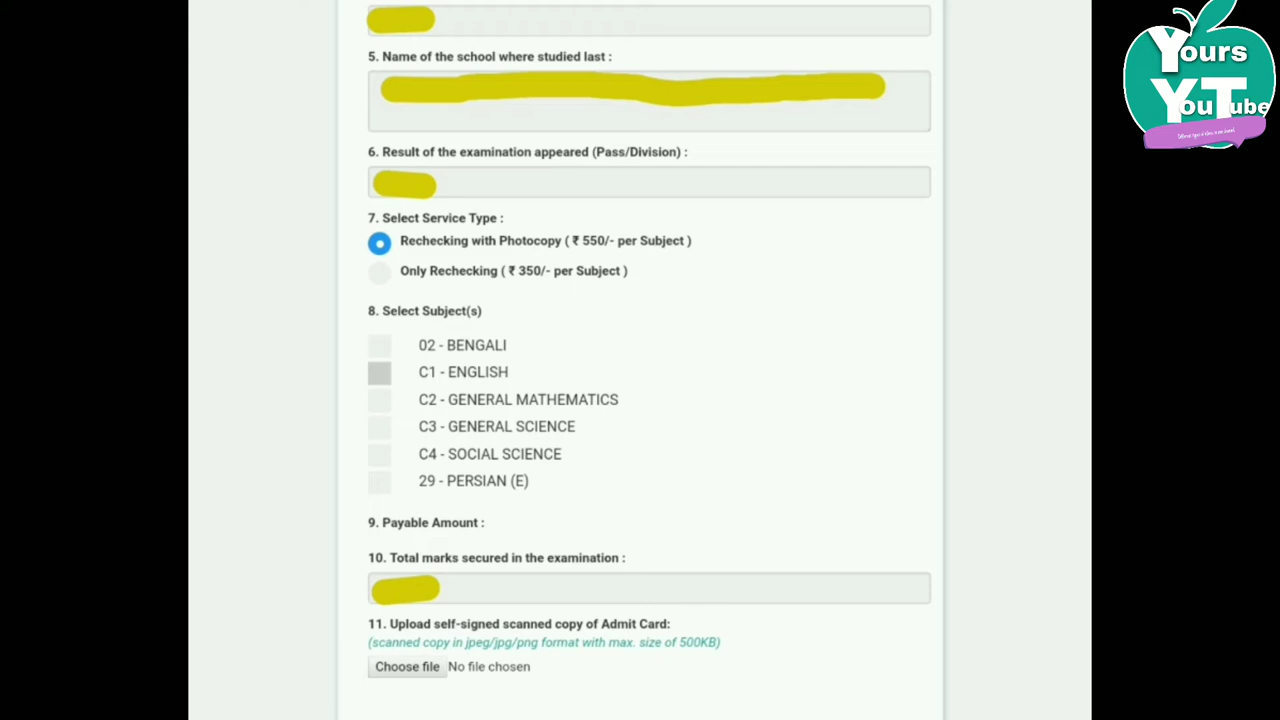 5. Name of the school where studied last :
6. Result of the examination appeared (Pass/Division) :
7. Select Service Type :
Rechecking with Photocopy ( ₹ 550/- per Subject )
Only Rechecking ( ₹ 350/- per Subject )
8. Select Subject(s)
02 - BENGALI
C1 - ENGLISH
C2 - GENERAL MATHEMATICS
C3 - GENERAL SCIENCE
C4 - SOCIAL SCIENCE
29 - PERSIAN (E)
9. Payable Amount :
10. Total marks secured in the examination :
11. Upload self-signed scanned copy of Admit Card:
(scanned copy in jpeg/jpg/png format with max. size of 500KB)
Choose file No file chosen
Yours
YouTube